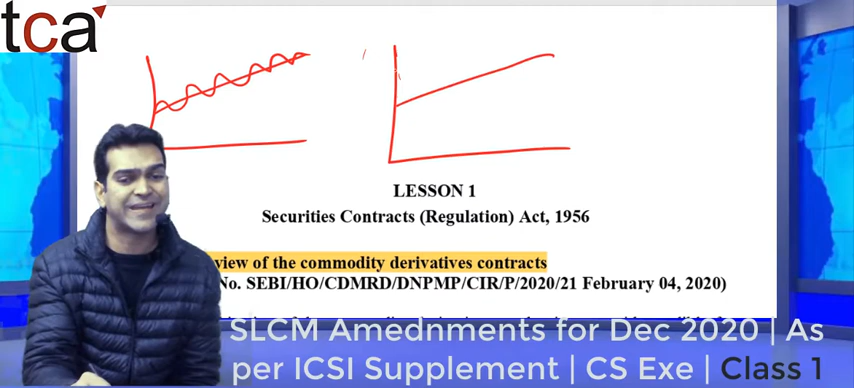 tca
LESSON 1
Securities Contracts (Regulation) Act, 1956
view of the commodity derivatives contracts
No. SEBI/HO/CDMRD/DNPMP/CIR/P/2020/21 February 04, 2020)
SLCM Amednments for Dec 2020 | As
per ICSI Supplement | CS Exe | Class 1